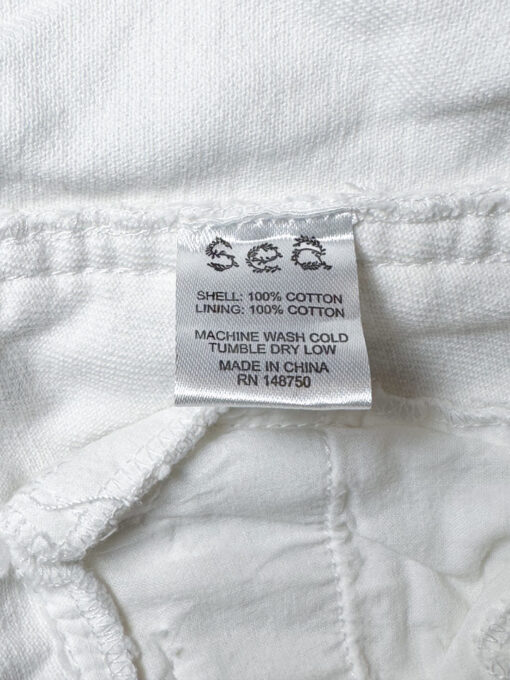 sea
SHELL: 100% COTTON
LINING: 100% COTTON
MACHINE WASH COLD
TUMBLE DRY LOW
MADE IN CHINA
RN 148750